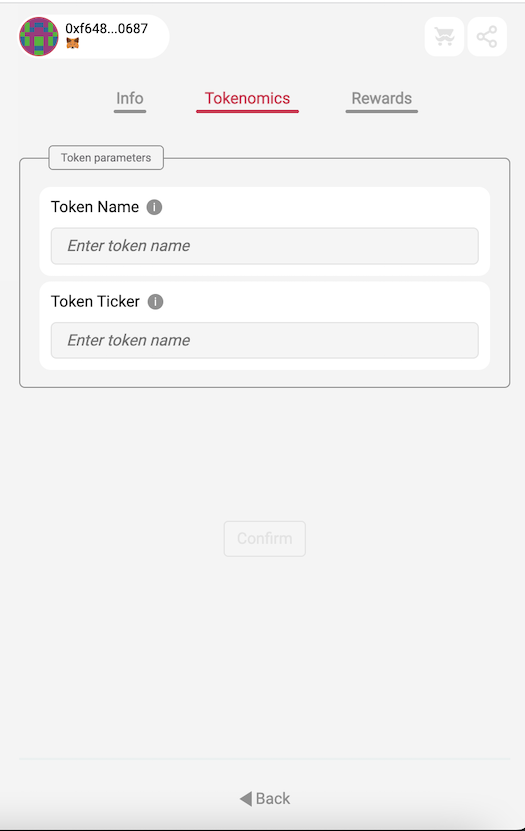 0xf648...0687
Info Tokenomics Rewards
Token parameters
Token Name i
Enter token name
Token Ticker i
Enter token name
Confirm
Back